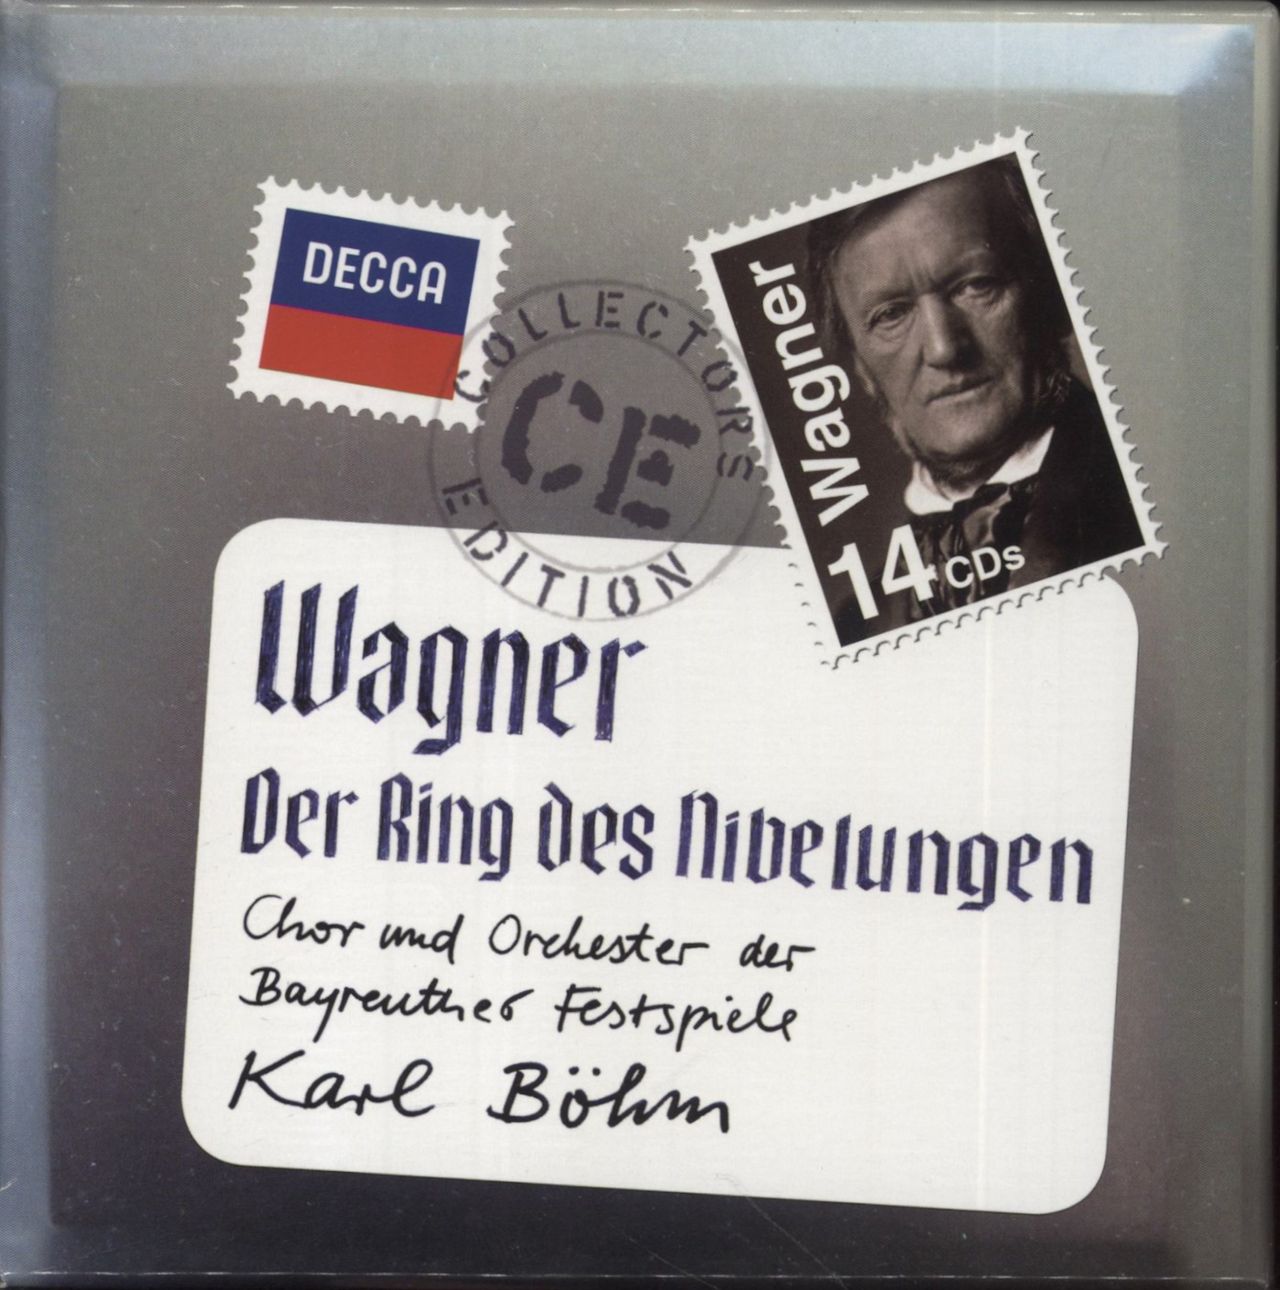 DECCA
COLLECTORS
CE
EDITION
Wagner
14 CDs
Wagner
Der Ring des Nibelungen
Chor und Orchester der
Bayreuther Festspiele
Karl Böhm